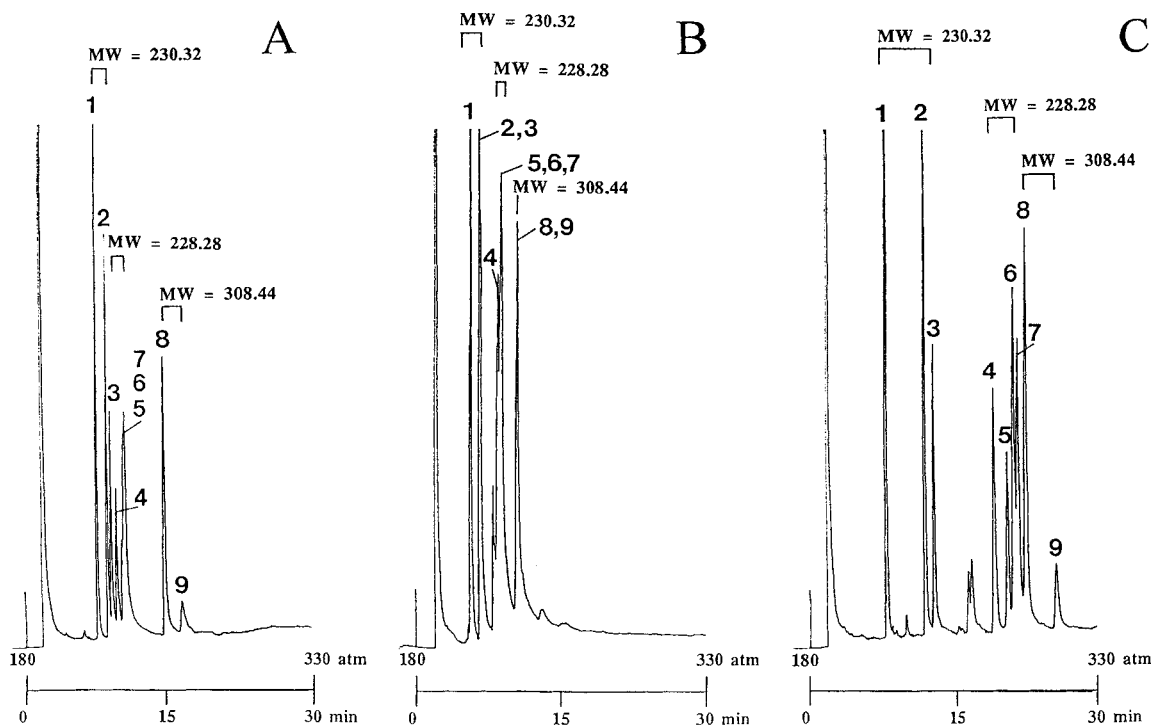 A
MW = 230.32
1
2
MW = 228.28
MW = 308.44
3
7
6
5
8
4
9
180
330 atm
0
15
30 min
B
MW = 230.32
MW = 228.28
1
2,3
5,6,7
MW = 308.44
8,9
4
180
330 atm
0
15
30 min
C
MW = 230.32
MW = 228.28
MW = 308.44
1
2
8
6
3
7
4
5
9
180
330 atm
0
15
30 min